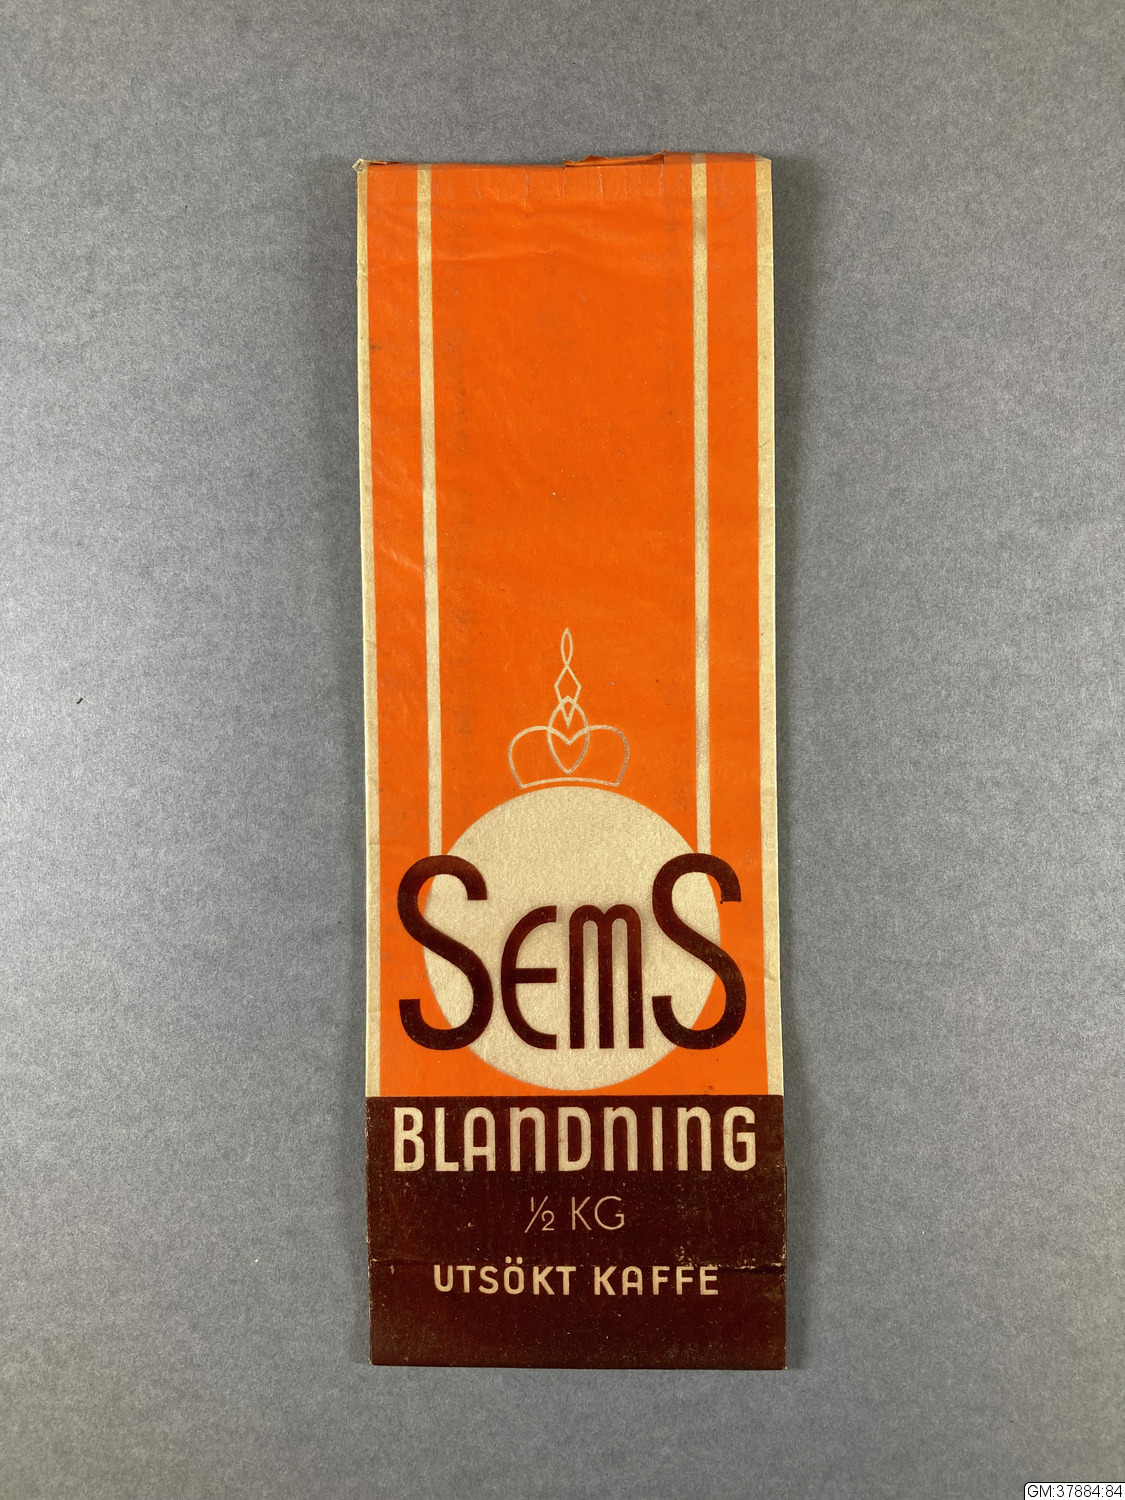 SEMS
BLANDNING
½ KG
UTSÖKT KAFFE
GM:37884:84